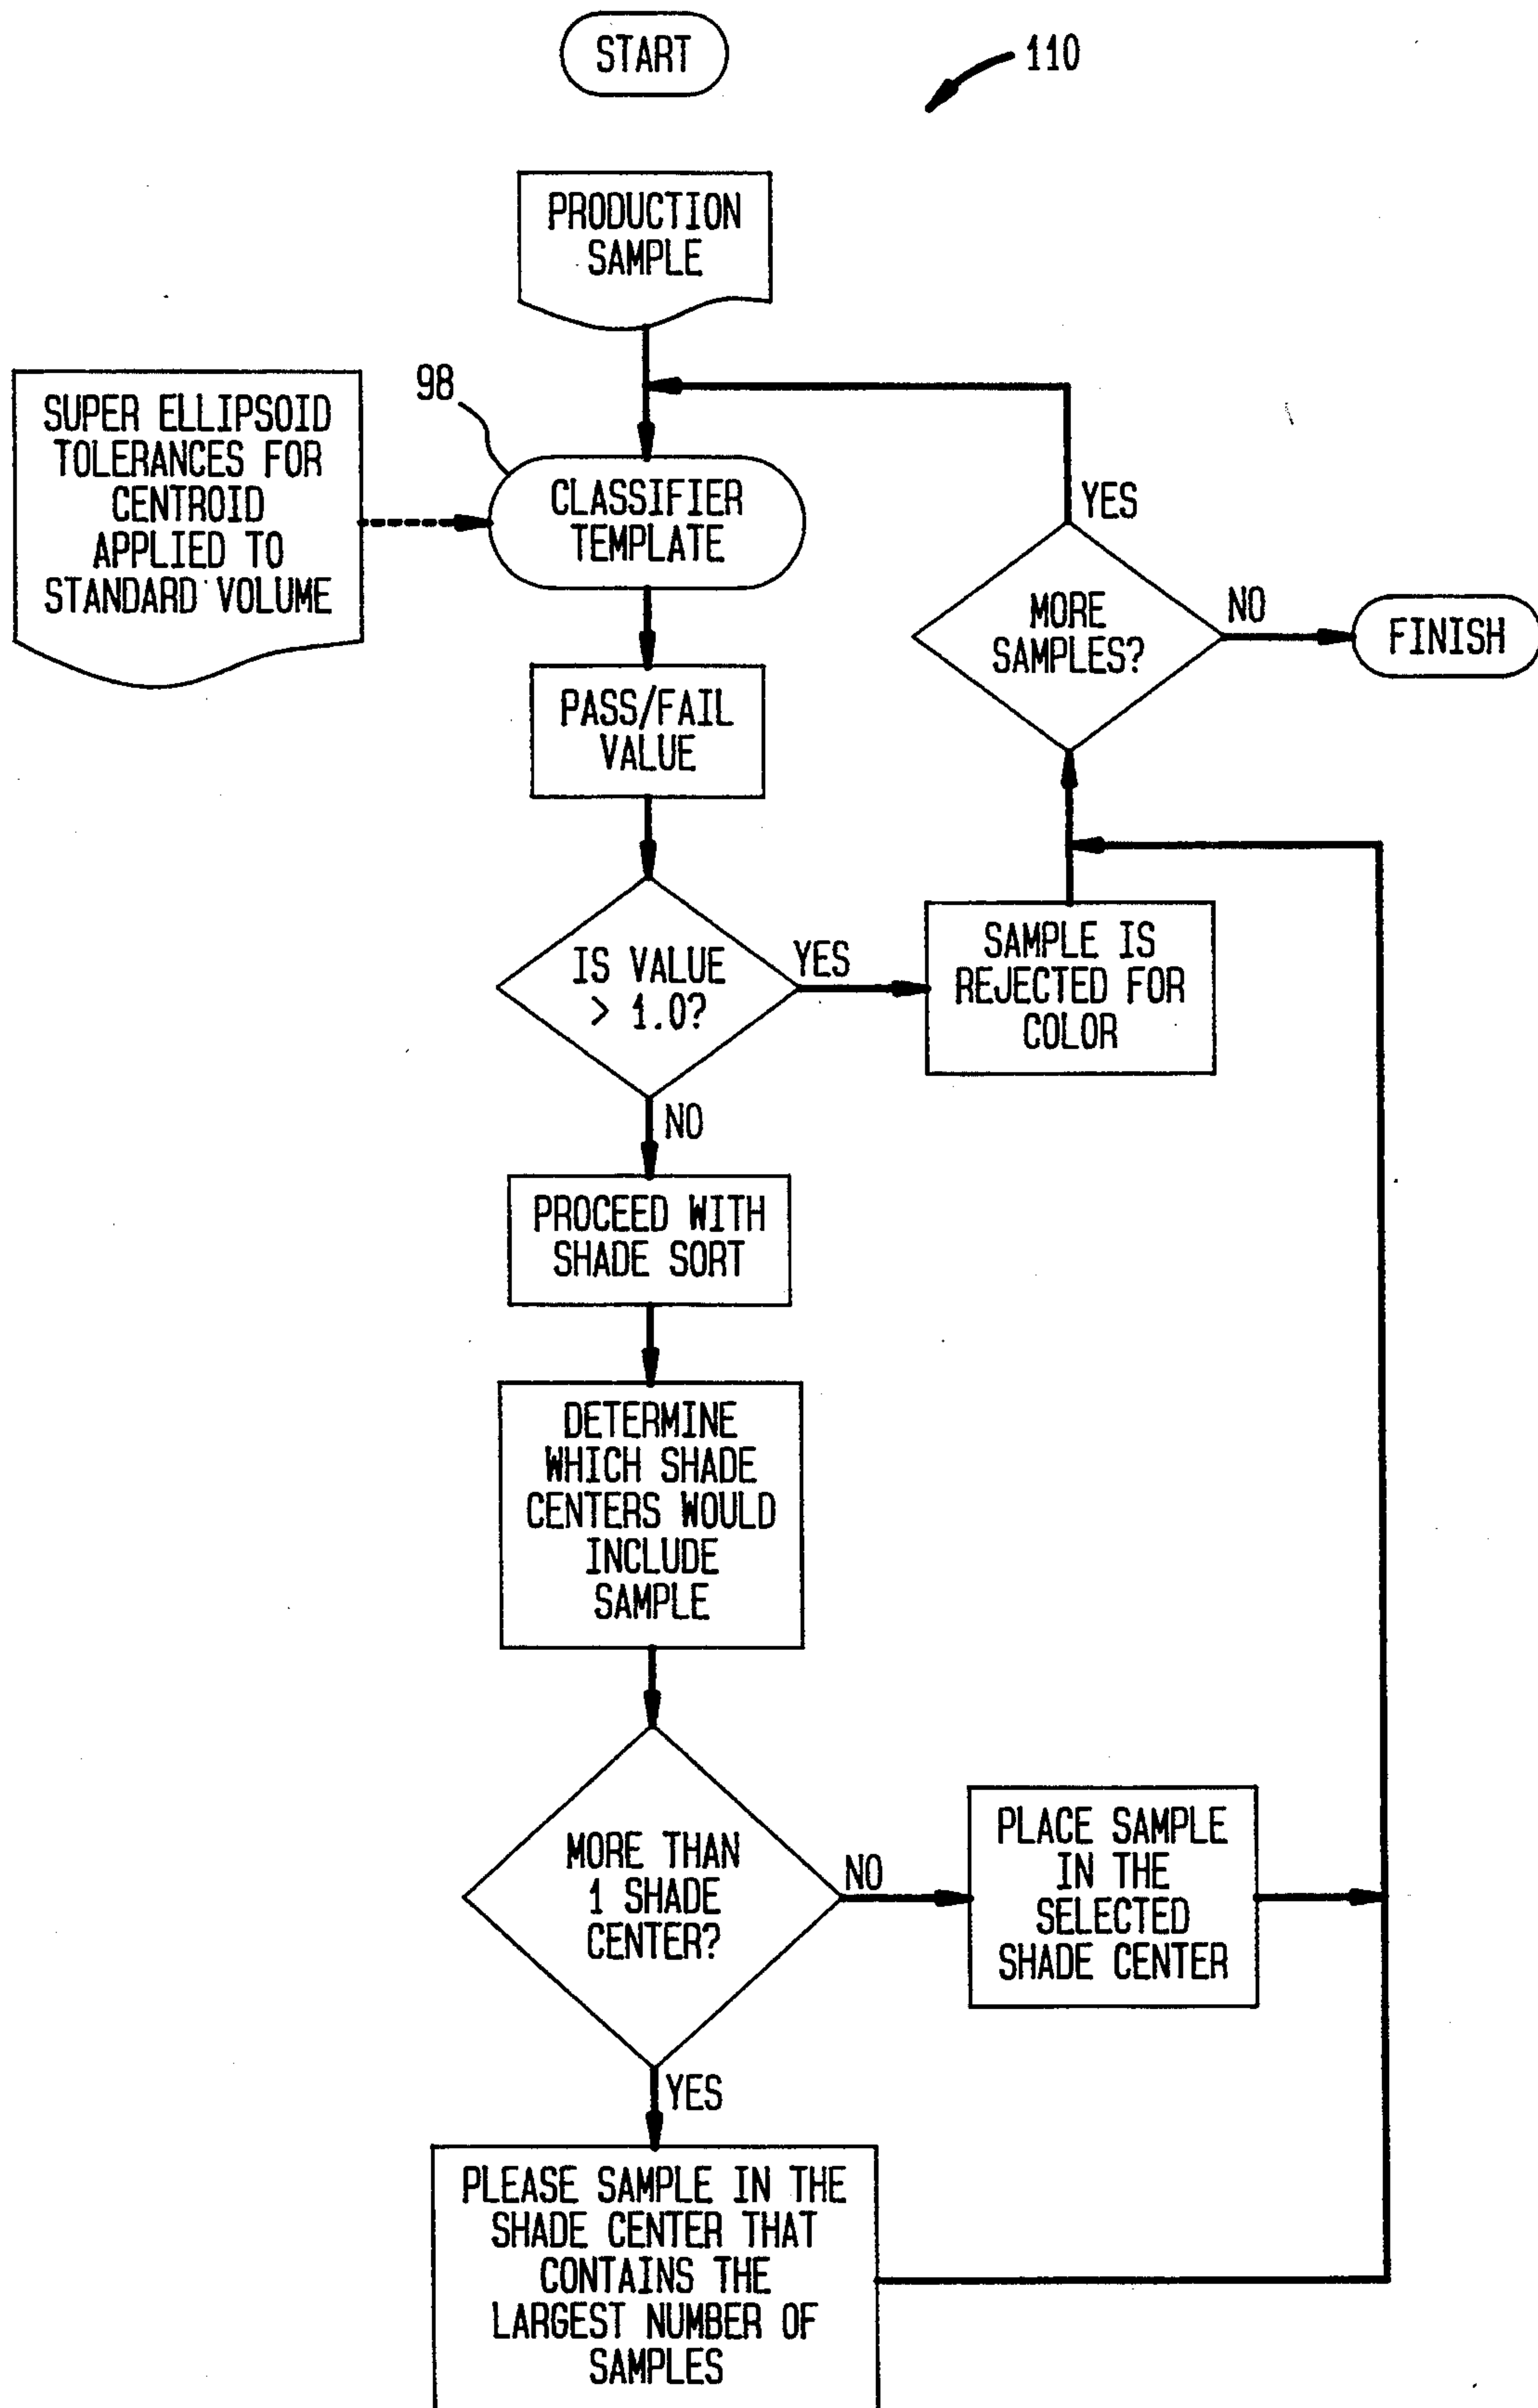 START
110
PRODUCTION
SAMPLE
98
SUPER ELLIPSOID
TOLERANCES FOR
CENTROID
APPLIED TO
STANDARD VOLUME
CLASSIFIER
TEMPLATE
YES
MORE
SAMPLES?
NO
FINISH
PASS/FAIL
VALUE
IS VALUE
> 1.0?
YES
SAMPLE IS
REJECTED FOR
COLOR
NO
PROCEED WITH
SHADE SORT
DETERMINE
WHICH SHADE
CENTERS WOULD
INCLUDE
SAMPLE
MORE THAN
1 SHADE
CENTER?
NO
PLACE SAMPLE
IN THE
SELECTED
SHADE CENTER
YES
PLEASE SAMPLE IN THE
SHADE CENTER THAT
CONTAINS THE
LARGEST NUMBER OF
SAMPLES